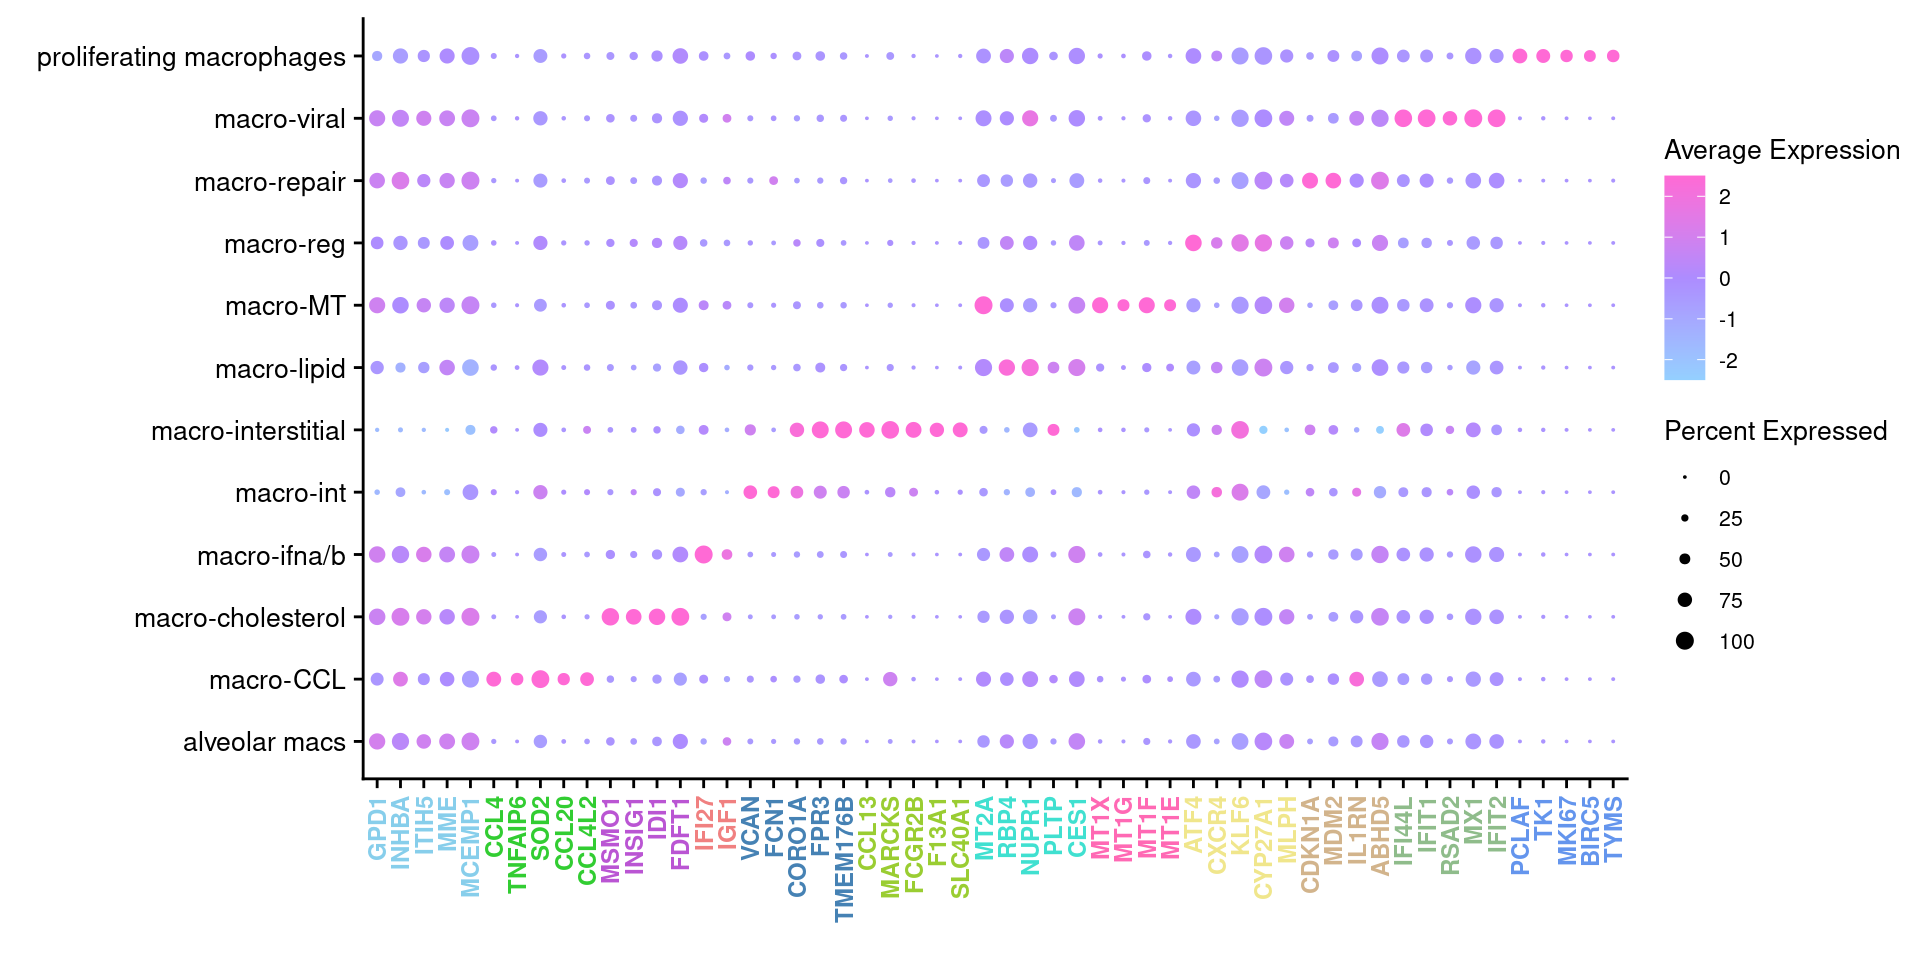 proliferating macrophages
macro-viral
macro-repair
macro-reg
macro-MT
macro-lipid
macro-interstitial
macro-int
macro-ifna/b
macro-cholesterol
macro-CCL
alveolar macs
GPD1
INHBA
ITIH5
MME
MCEMP1
CCL4
TNFAIP6
SOD2
CCL20
CCL4L2
MSMO1
INSIG1
IDI1
FDFT1
IFI27
IGF1
VCAN
FCN1
CORO1A
FPR3
TMEM176B
CCL13
MARCKS
FCGR2B
F13A1
SLC40A1
MT2A
RBP4
NUPR1
PLTP
CES1
MT1X
MT1G
MT1F
MT1E
ATF4
CXCR4
KLF6
CYP27A1
MLPH
CDKN1A
MDM2
IL1RN
ABHD5
IFI44L
IFIT1
RSAD2
MX1
IFIT2
PCLAF
TK1
MKI67
BIRC5
TYMS
Average Expression
2
1
0
-1
-2
Percent Expressed
0
25
50
75
100